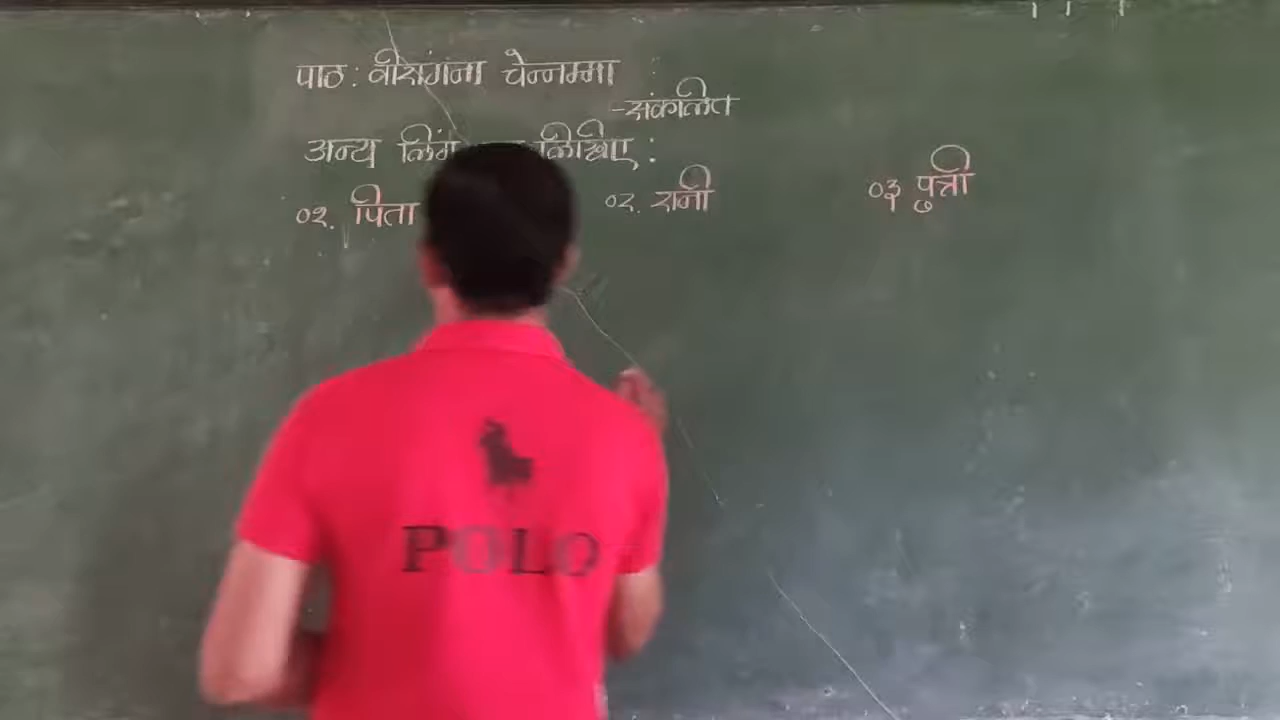 पाठ: वीरांगना चेन्नम्मा :
-संकलित
अन्य लिंग लिखिए :
०१. पिता ०२. रानी ०३ पुत्री
POLO